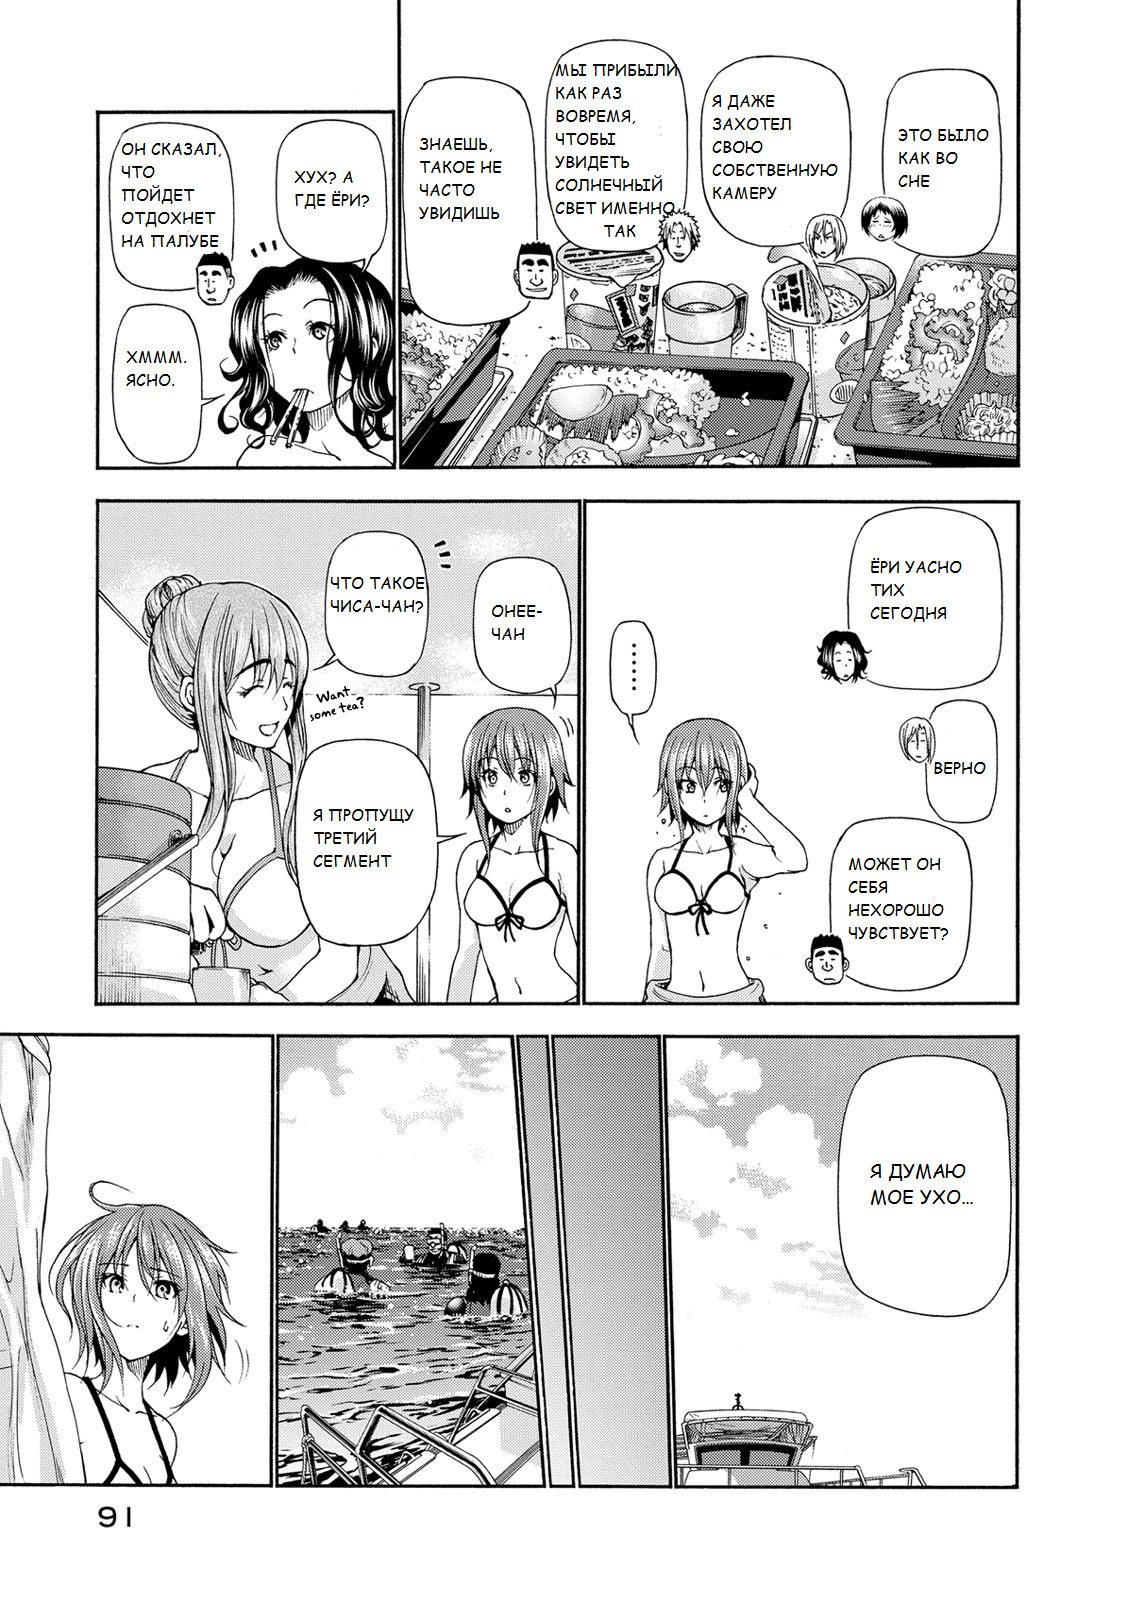 ЭТО БЫЛО
КАК ВО
СНЕ
Я ДАЖЕ
ЗАХОТЕЛ
СВОЮ
СОБСТВЕННУЮ
КАМЕРУ
МЫ ПРИБЫЛИ
КАК РАЗ
ВОВРЕМЯ,
ЧТОБЫ
УВИДЕТЬ
СОЛНЕЧНЫЙ
СВЕТ ИМЕННО
ТАК
ЗНАЕШЬ,
ТАКОЕ НЕ
ЧАСТО
УВИДИШЬ
ХУХ? А
ГДЕ ЁРИ?
ОН СКАЗАЛ,
ЧТО
ПОЙДЕТ
ОТДОХНЕТ
НА ПАЛУБЕ
ХМММ.
ЯСНО.
ЁРИ УАСНО
ТИХ
СЕГОДНЯ
ВЕРНО
МОЖЕТ ОН
СЕБЯ
НЕХОРОШО
ЧУВСТВУЕТ?
........
ОНЕЕ-
ЧАН
ЧТО ТАКОЕ
ЧИСА-ЧАН?
Want
some tea?
Я ПРОПУЩУ
ТРЕТИЙ
СЕГМЕНТ
Я ДУМАЮ
МОЕ УХО...
91